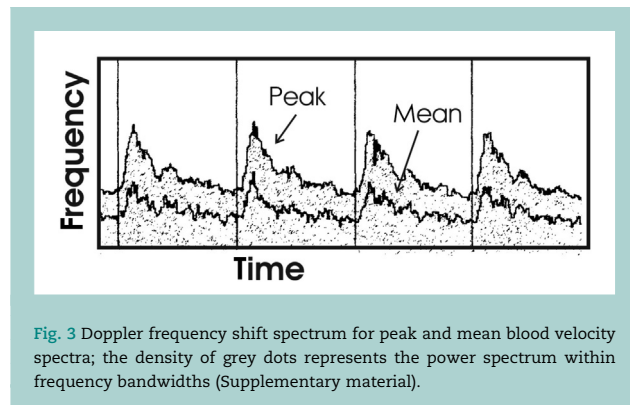 Peak
Mean
Frequency
Time
Fig. 3 Doppler frequency shift spectrum for peak and mean blood velocity
spectra; the density of grey dots represents the power spectrum within
frequency bandwidths (Supplementary material).